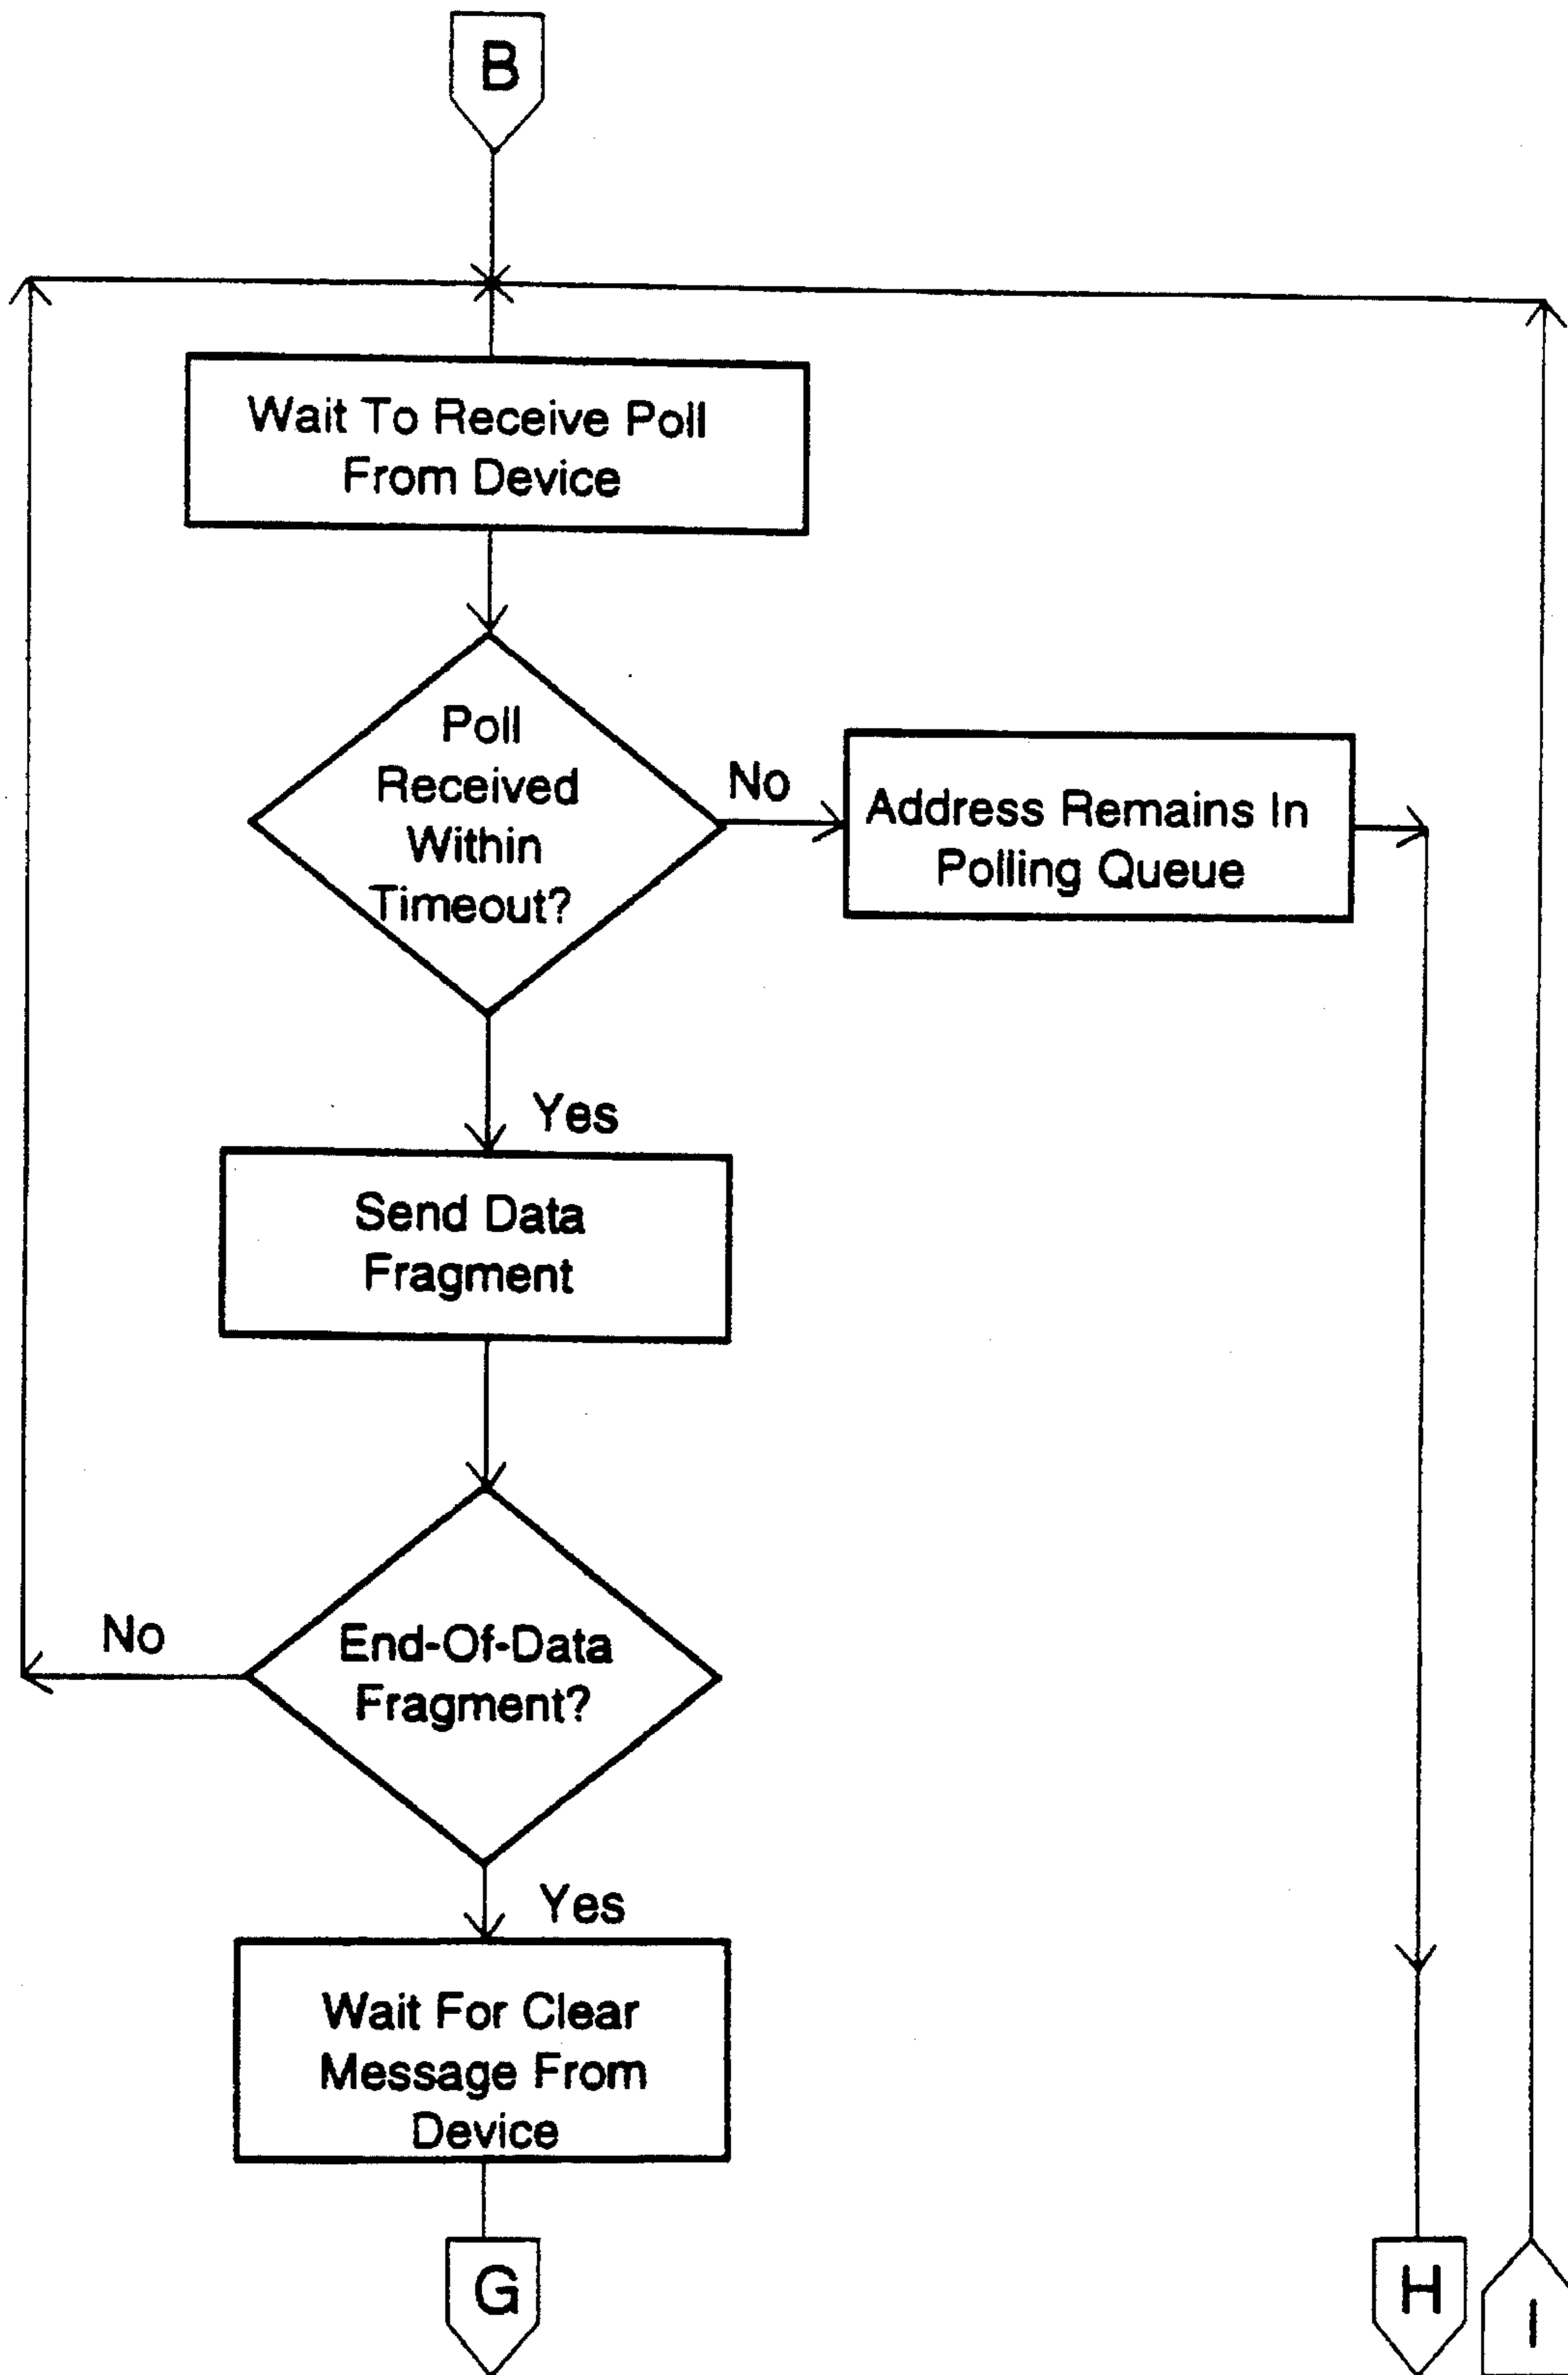 B
Wait To Receive Poll
From Device
Poll
Received
Within
Timeout?
No
Address Remains In
Polling Queue
Yes
Send Data
Fragment
No
End-Of-Data
Fragment?
Yes
Wait For Clear
Message From
Device
G
H
I